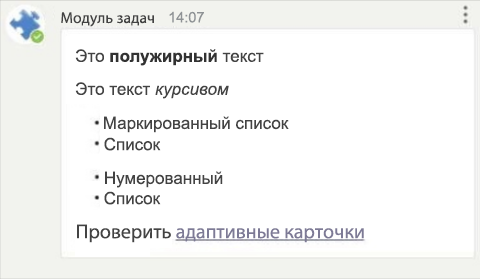 Модуль задач 14:07
Это полужирный текст
Это текст курсивом
• Маркированный список
• Список
• Нумерованный
• Список
Проверить адаптивные карточки